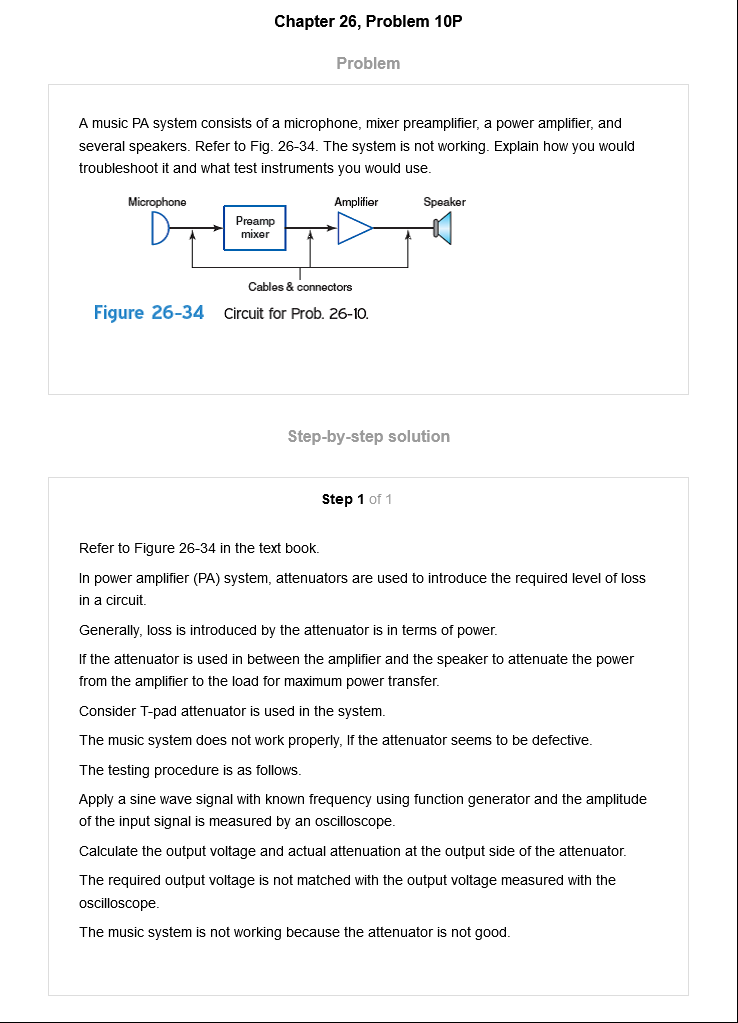 Chapter 26, Problem 10P
Problem
A music PA system consists of a microphone, mixer preamplifier, a power amplifier, and
several speakers. Refer to Fig. 26-34. The system is not working. Explain how you would
troubleshoot it and what test instruments you would use.
Microphone
Amplifier
Speaker
Preamp
mixer
Cables & connectors
Figure 26-34 Circuit for Prob. 26-10.
Step-by-step solution
Step 1 of 1
Refer to Figure 26-34 in the text book.
In power amplifier (PA) system, attenuators are used to introduce the required level of loss
in a circuit.
Generally, loss is introduced by the attenuator is in terms of power.
If the attenuator is used in between the amplifier and the speaker to attenuate the power
from the amplifier to the load for maximum power transfer.
Consider T-pad attenuator is used in the system.
The music system does not work properly, If the attenuator seems to be defective.
The testing procedure is as follows.
Apply a sine wave signal with known frequency using function generator and the amplitude
of the input signal is measured by an oscilloscope.
Calculate the output voltage and actual attenuation at the output side of the attenuator.
The required output voltage is not matched with the output voltage measured with the
oscilloscope.
The music system is not working because the attenuator is not good.